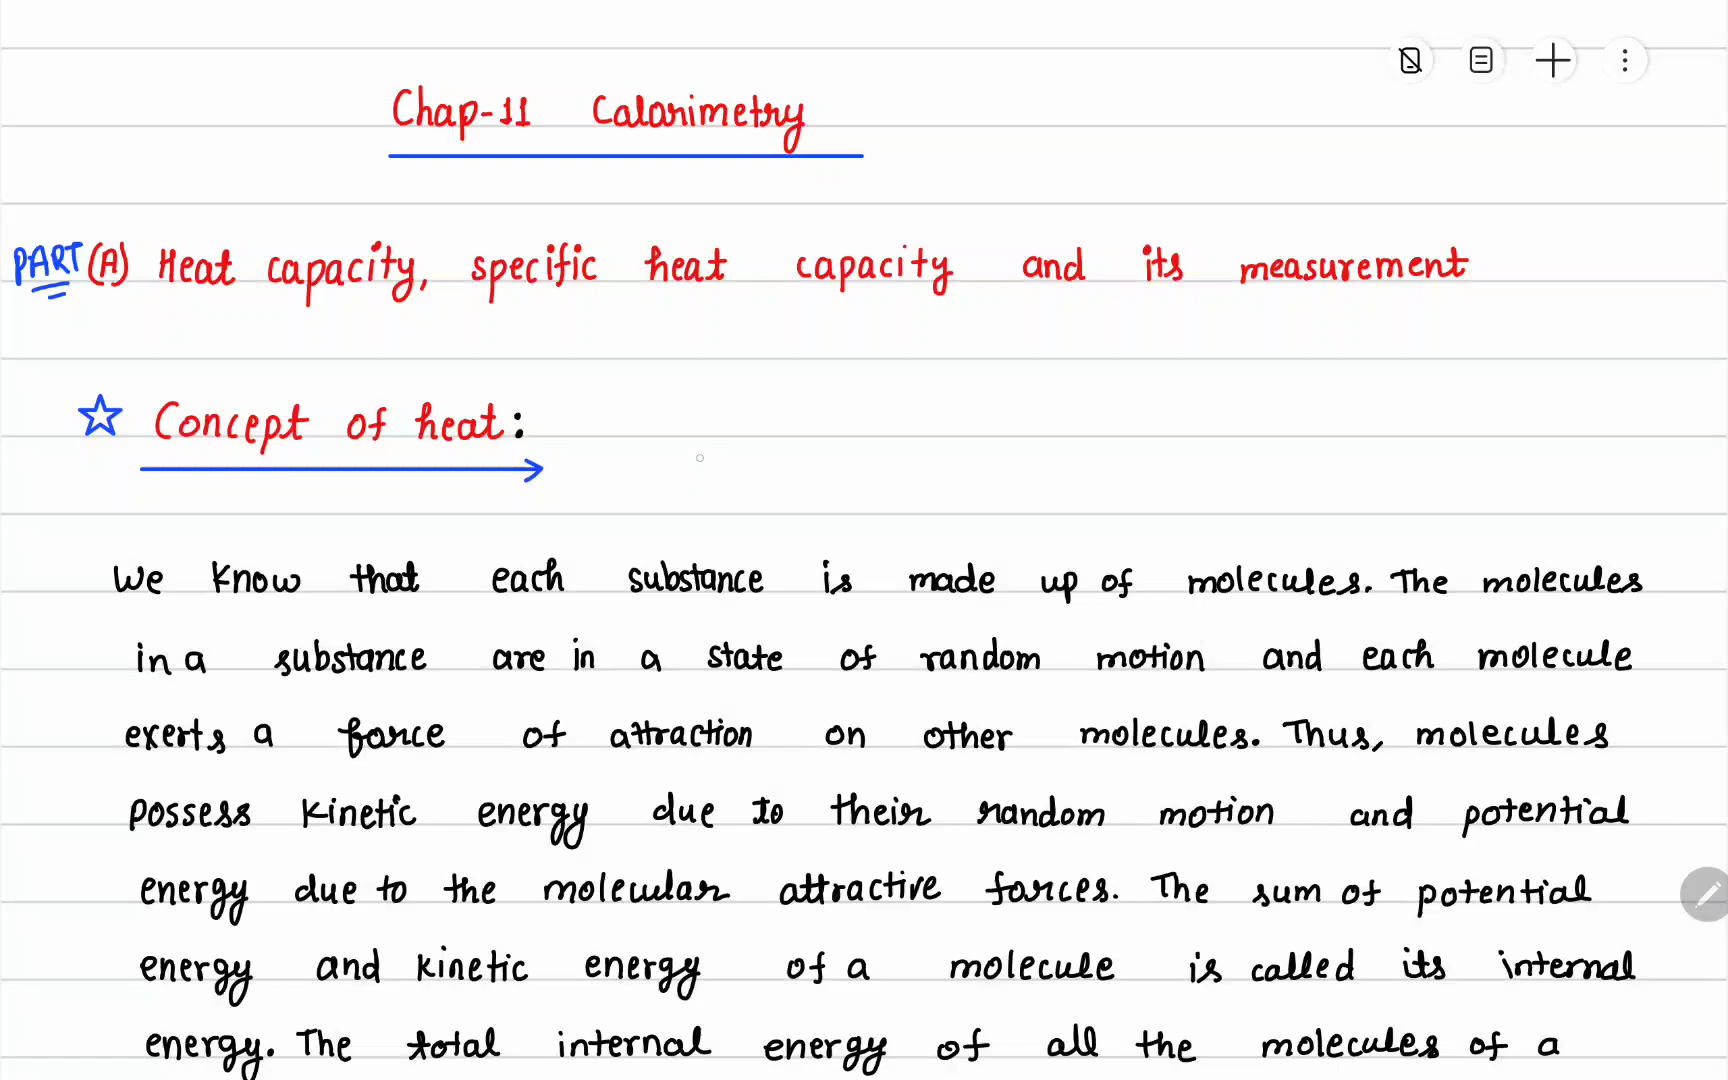 Chap-11 Calorimetry
PART (A) Heat capacity, specific heat capacity and its measurement
☆ Concept of heat:
We know that each substance is made up of molecules. The molecules
in a substance are in a state of random motion and each molecule
exerts a force of attraction on other molecules. Thus, molecules
possess kinetic energy due to their random motion and potential
energy due to the molecular attractive forces. The sum of potential
energy and kinetic energy of a molecule is called its internal
energy. The total internal energy of all the molecules of a